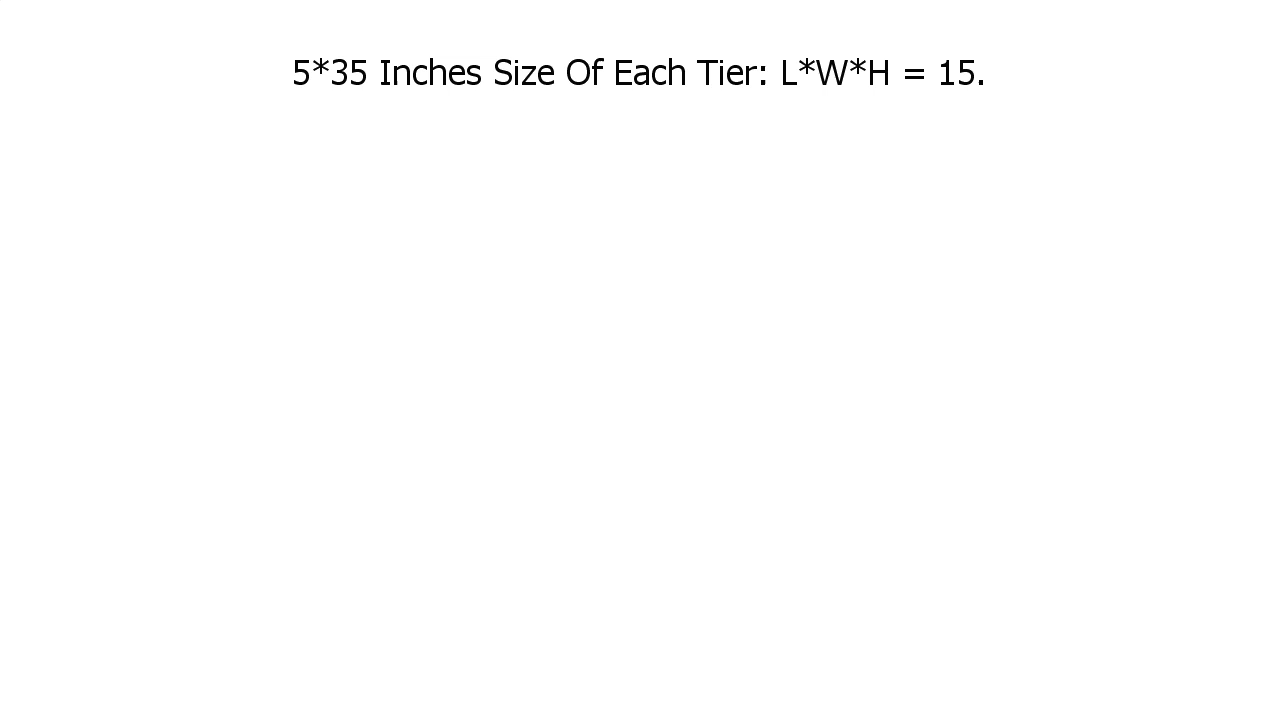 5*35 Inches Size Of Each Tier: L*W*H = 15.